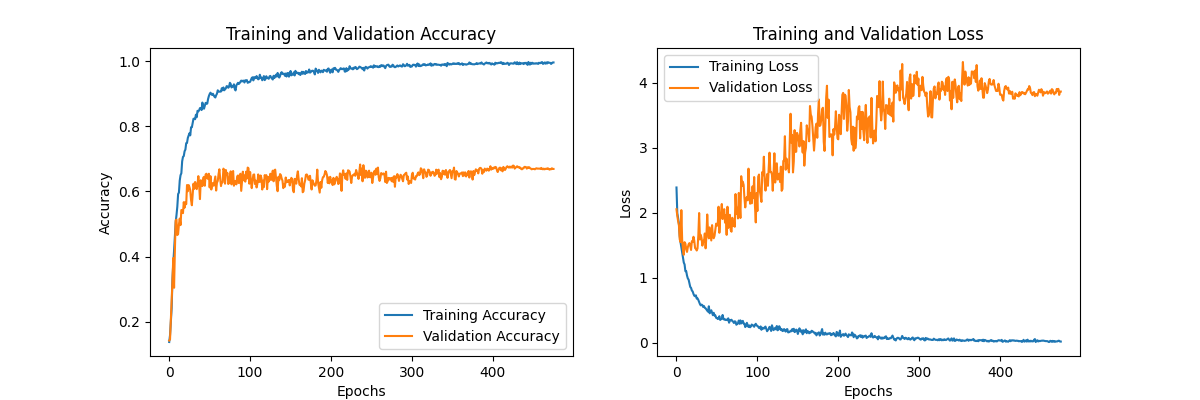 Training and Validation Accuracy
1.0
0.8
0.6
0.4
0.2
Accuracy
0
100
200
300
400
Epochs
Training Accuracy
Validation Accuracy
Training and Validation Loss
4
3
2
1
0
Loss
0
100
200
300
400
Epochs
Training Loss
Validation Loss